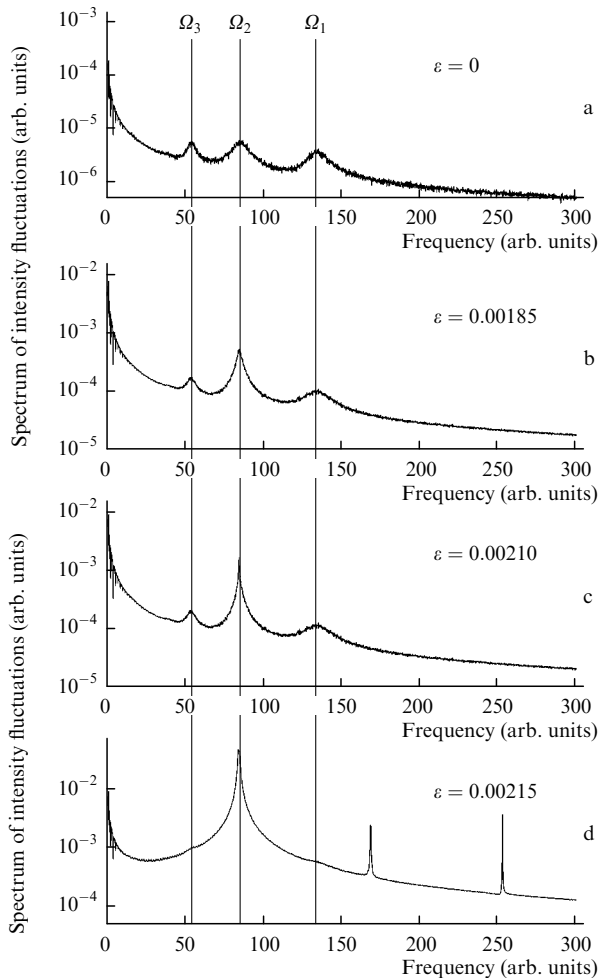 Ω₃ Ω₂ Ω₁
Spectrum of intensity fluctuations (arb. units)
10⁻³
10⁻⁴
10⁻⁵
10⁻⁶
ε = 0
a
0 50 100 150 200 250 300
Frequency (arb. units)
10⁻²
10⁻³
10⁻⁴
10⁻⁵
ε = 0.00185
b
0 50 100 150 200 250 300
Frequency (arb. units)
Spectrum of intensity fluctuations (arb. units)
10⁻²
10⁻³
10⁻⁴
10⁻⁵
ε = 0.00210
c
0 50 100 150 200 250 300
Frequency (arb. units)
10⁻²
10⁻³
10⁻⁴
ε = 0.00215
d
0 50 100 150 200 250 300
Frequency (arb. units)